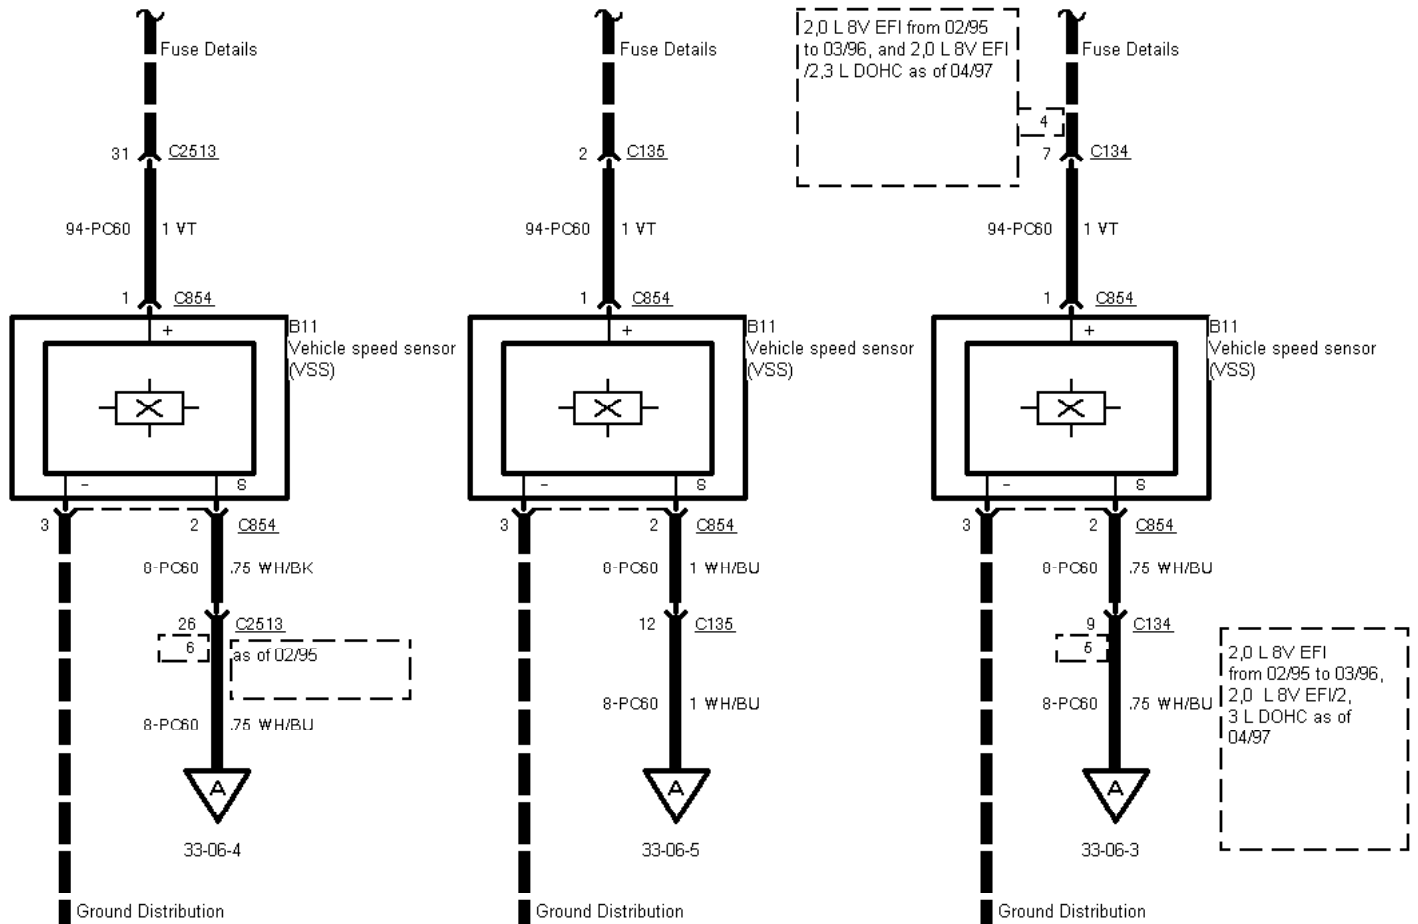 Fuse Details
31 C2513
94-PC60 1 VT
1 C854
+
B11
Vehicle speed sensor
(VSS)
- S
3 2 C854
8-PC60 .75 WH/BK
26 C2513
6
as of 02/95
8-PC60 .75 WH/BU
A
33-06-4
Ground Distribution
Fuse Details
2 C135
94-PC60 1 VT
1 C854
+
B11
Vehicle speed sensor
(VSS)
- S
3 2 C854
8-PC60 1 WH/BU
12 C135
8-PC60 1 WH/BU
A
33-06-5
Ground Distribution
2,0 L 8V EFI from 02/95
to 03/96, and 2,0 L 8V EFI
/2,3 L DOHC as of 04/97
Fuse Details
4
7 C134
94-PC60 1 VT
1 C854
+
B11
Vehicle speed sensor
(VSS)
- S
3 2 C854
8-PC60 .75 WH/BU
9 C134
5
8-PC60 .75 WH/BU
2,0 L 8V EFI
from 02/95 to 03/96,
2,0 L 8V EFI/2,
3 L DOHC as of
04/97
A
33-06-3
Ground Distribution